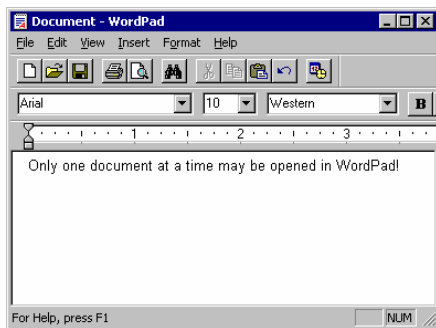 Document - WordPad
File Edit View Insert Format Help
Arial 10 Western B
1 2 3
Only one document at a time may be opened in WordPad!
For Help, press F1 NUM